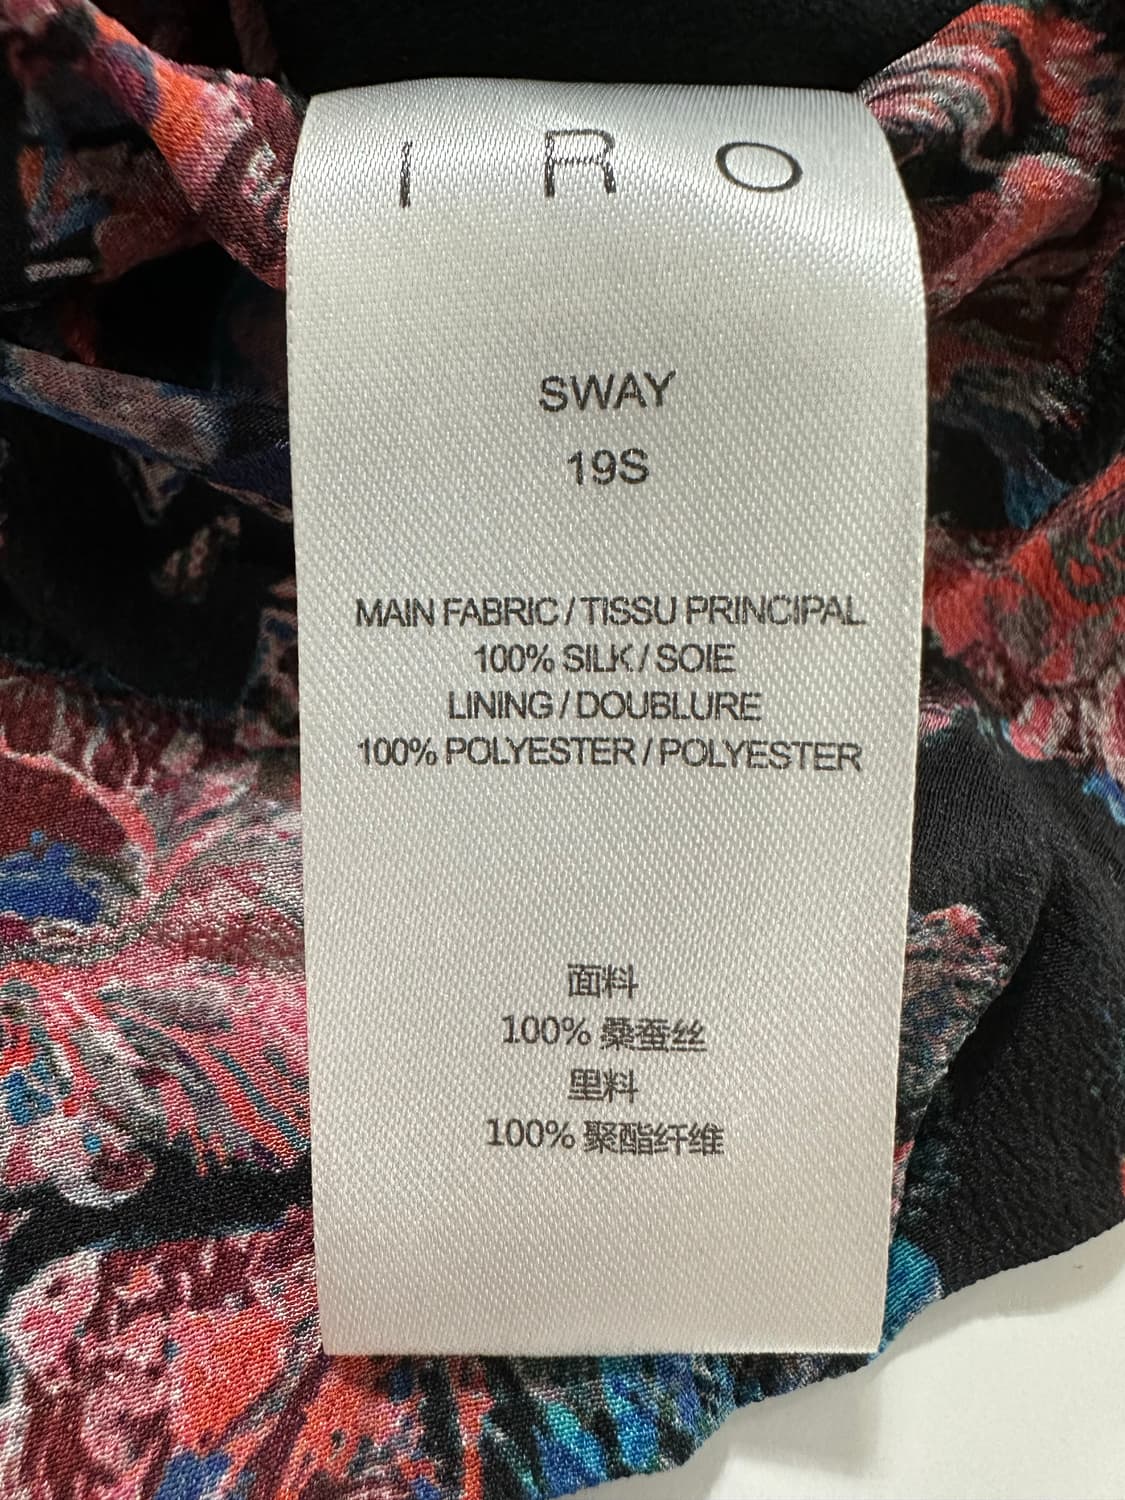 I R O
SWAY
19S
MAIN FABRIC / TISSU PRINCIPAL
100% SILK / SOIE
LINING / DOUBLURE
100% POLYESTER / POLYESTER
面料
100% 桑蚕丝
里料
100% 聚酯纤维